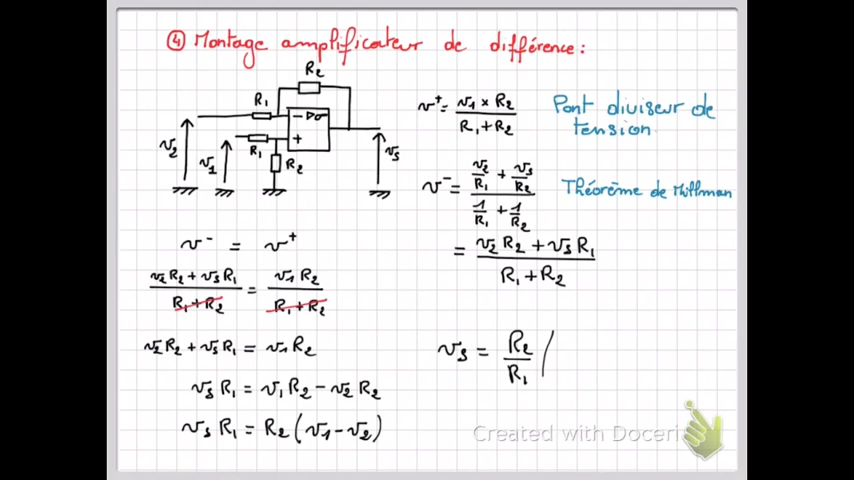 ④ Montage amplificateur de différence :
R₂
R₁
- ▷∞
+
R₁
R₂
v₂
v₁
vs
v⁺ = (v₁ × R₂) / (R₁ + R₂)
Pont diviseur de
tension
v⁻ = (v₂/R₁ + vs/R₂) / (1/R₁ + 1/R₂)
Théorème de Millman
= (v₂ R₂ + vs R₁) / (R₁ + R₂)
v⁻ = v⁺
(v₂ R₂ + vs R₁) / (R₁ + R₂) = (v₁ R₂) / (R₁ + R₂)
v₂ R₂ + vs R₁ = v₁ R₂
vs R₁ = v₁ R₂ - v₂ R₂
vs R₁ = R₂ (v₁ - v₂)
vs = R₂/R₁ (
Created with Doceri